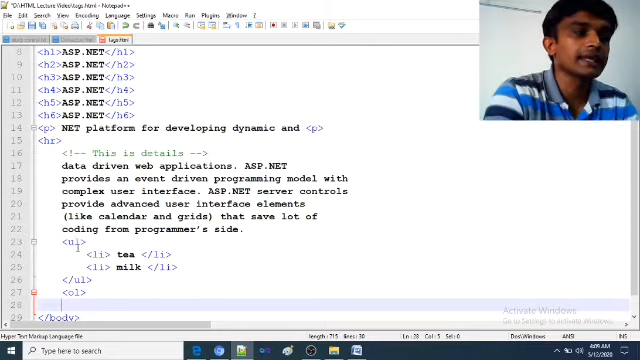 *D:\HTML Lecture Video\tags.html - Notepad++
File Edit Search View Encoding Language Settings Macro Run Plugins Window ?
tags.html
8 <h1>ASP.NET</h1>
9 <h2>ASP.NET</h2>
10 <h3>ASP.NET</h3>
11 <h4>ASP.NET</h4>
12 <h5>ASP.NET</h5>
13 <h6>ASP.NET</h6>
14 <p> NET platform for developing dynamic and <p>
15 <hr>
16 <!-- This is details -->
17 data driven web applications. ASP.NET
18 provides an event driven programming model with
19 complex user interface. ASP.NET server controls
20 provide advanced user interface elements
21 (like calendar and grids) that save lot of
22 coding from programmer's side.
23 <ul>
24 <li> tea </li>
25 <li> milk </li>
26 </ul>
27 <ol>
28
29 </body>
Activate Windows
Go to Settings to activate Windows.
Hyper Text Markup Language file length : 715 lines : 30 Ln : 28 Col : 5 Sel : 0 | 0 Dos\Windows UTF-8 INS
Type here to search
4:09 AM
5/12/2020